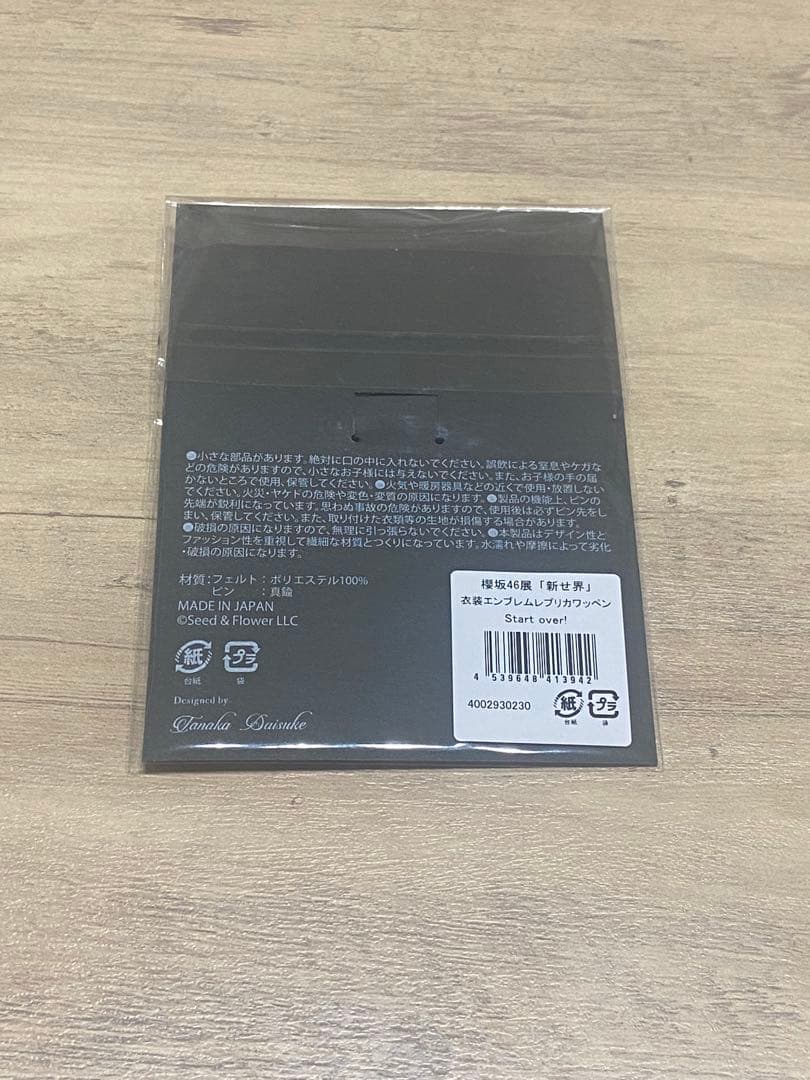 ●小さな部品があります。絶対に口の中に入れないでください。誤飲による窒息やケガな
どの危険がありますので、小さなお子様には与えないでください。また、お子様の手の届
かないところで使用、保管してください。●火気や暖房器具などの近くで使用・放置しない
でください。火災・ヤケドの危険や変色・変質の原因になります。●製品の機能上、ピンの
先端が鋭利になっています。思わぬ事故の危険がありますので、使用後は必ずピン先をし
まい、保管してください。また、取り付けた衣類等の生地が損傷する場合があります。
●破損の原因になりますので、無理に引っ張らないでください。●本製品はデザイン性と
ファッション性を重視して繊細な材質とつくりになっています。水濡れや摩擦によって劣化
・破損の原因になります。
材質：フェルト：ポリエステル100%
ピン　：真鍮
MADE IN JAPAN
©Seed & Flower LLC
紙 プラ
台紙 袋
Designed by
Tanaka Daisuke
櫻坂46展「新せ界」
衣装エンブレムレプリカワッペン
Start over!
4 539648 413942
4002930230
紙 プラ
台紙 袋